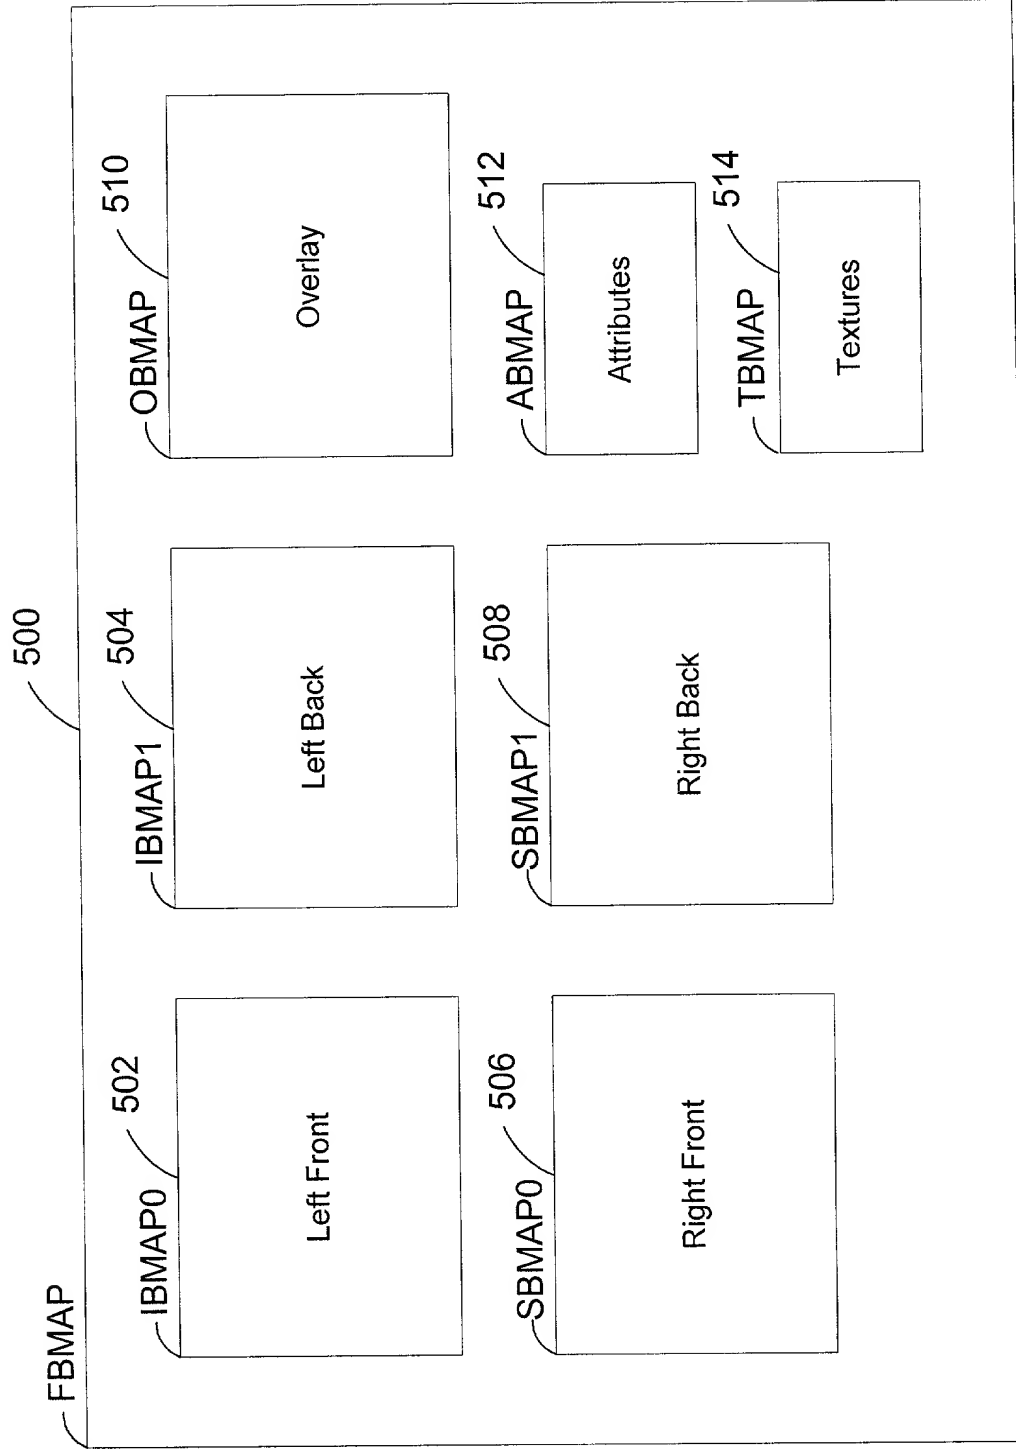 500
FBMAP
IBMAP0
502
Left Front
IBMAP1
504
Left Back
OBMAP
510
Overlay
SBMAP0
506
Right Front
SBMAP1
508
Right Back
ABMAP
512
Attributes
TBMAP
514
Textures